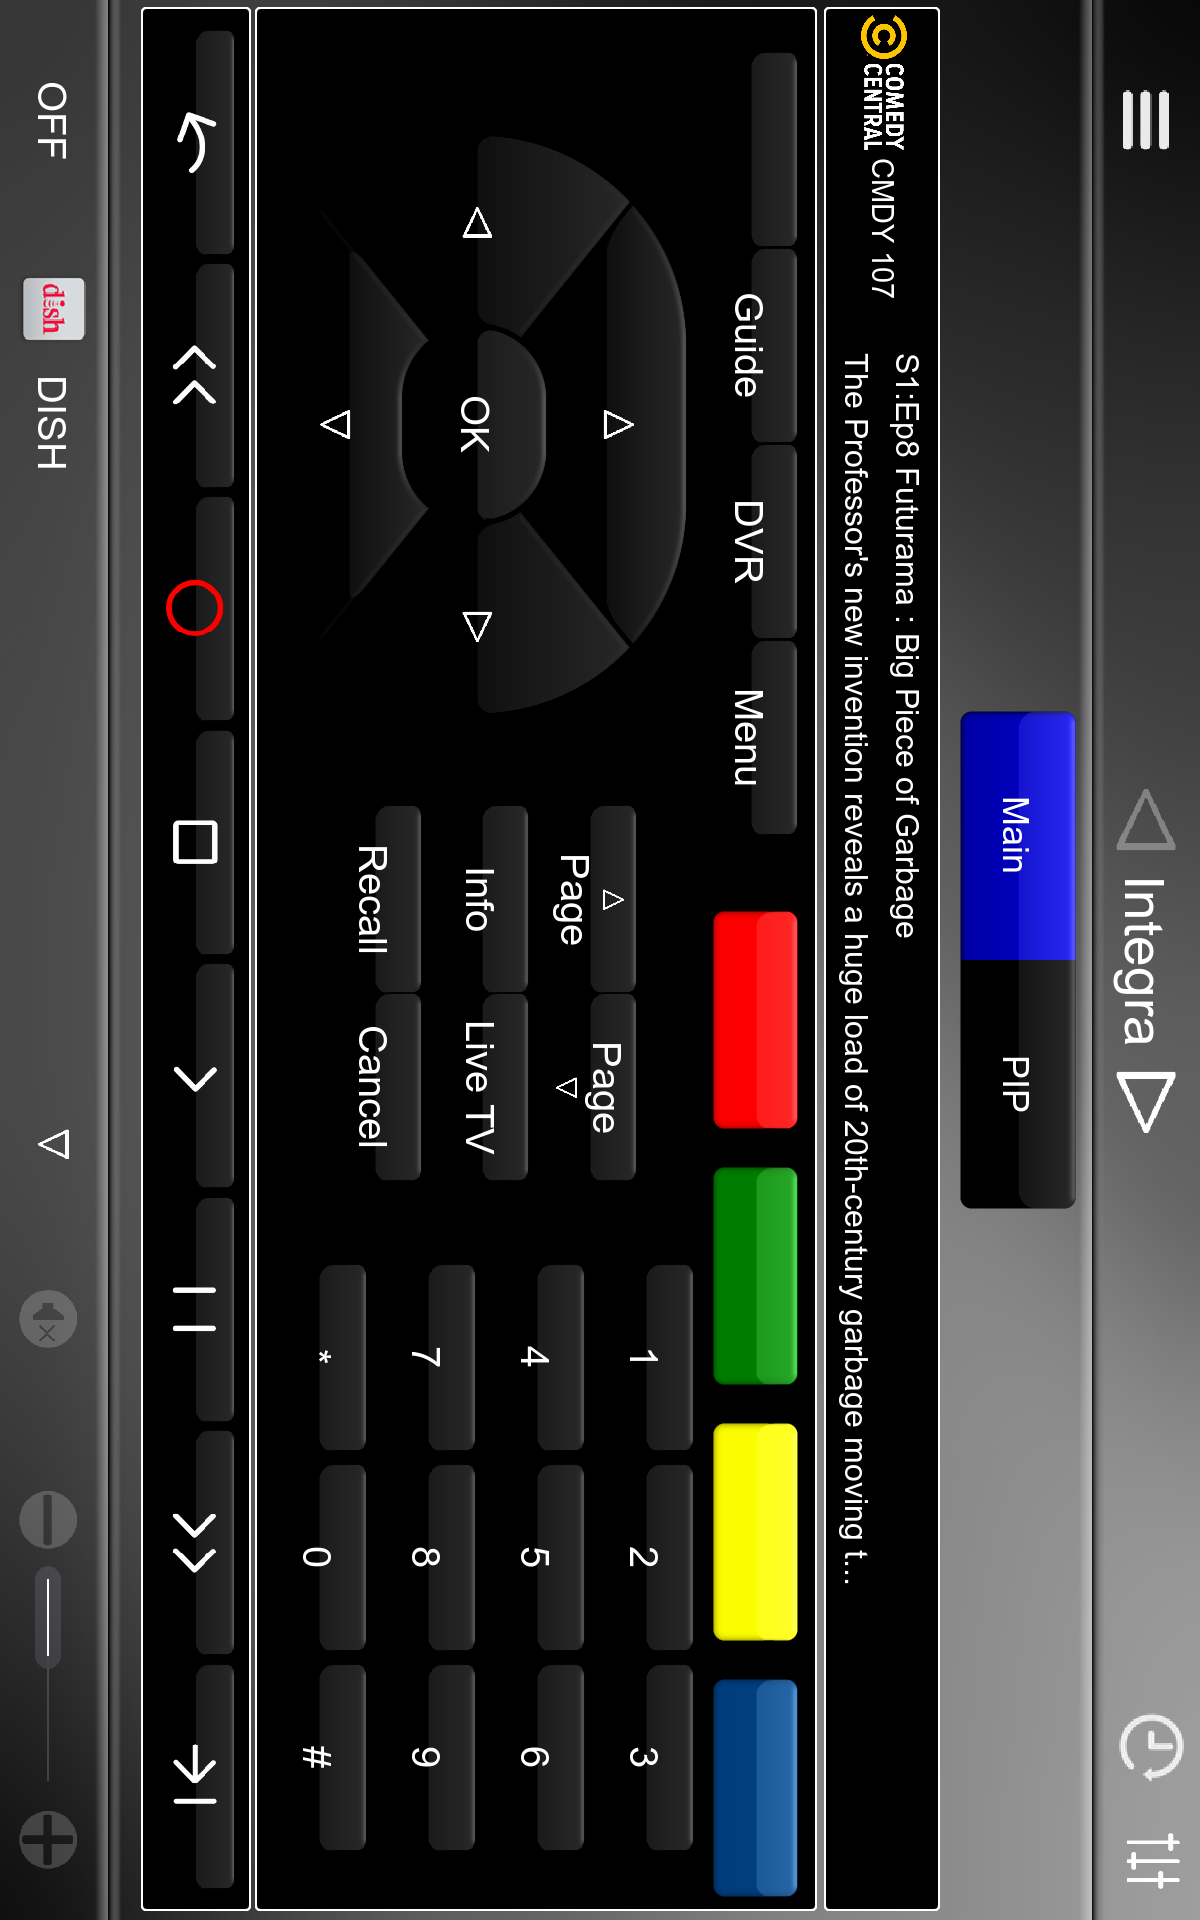 Integra
Main PIP
COMEDY
CENTRAL
CMDY 107
S1:Ep8 Futurama : Big Piece of Garbage
The Professor's new invention reveals a huge load of 20th-century garbage moving t...
Guide DVR Menu
OK
Page Page
Info Live TV
Recall Cancel
1 2 3
4 5 6
7 8 9
* 0 #
OFF dish DISH